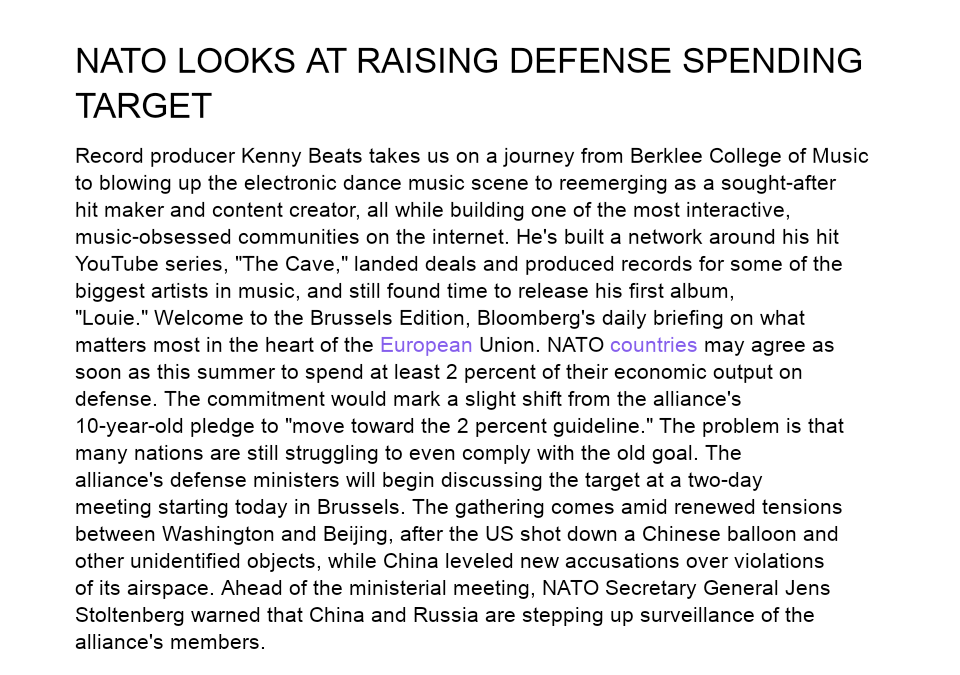 NATO LOOKS AT RAISING DEFENSE SPENDING
TARGET
Record producer Kenny Beats takes us on a journey from Berklee College of Music
to blowing up the electronic dance music scene to reemerging as a sought-after
hit maker and content creator, all while building one of the most interactive,
music-obsessed communities on the internet. He's built a network around his hit
YouTube series, "The Cave," landed deals and produced records for some of the
biggest artists in music, and still found time to release his first album,
"Louie." Welcome to the Brussels Edition, Bloomberg's daily briefing on what
matters most in the heart of the European Union. NATO countries may agree as
soon as this summer to spend at least 2 percent of their economic output on
defense. The commitment would mark a slight shift from the alliance's
10-year-old pledge to "move toward the 2 percent guideline." The problem is that
many nations are still struggling to even comply with the old goal. The
alliance's defense ministers will begin discussing the target at a two-day
meeting starting today in Brussels. The gathering comes amid renewed tensions
between Washington and Beijing, after the US shot down a Chinese balloon and
other unidentified objects, while China leveled new accusations over violations
of its airspace. Ahead of the ministerial meeting, NATO Secretary General Jens
Stoltenberg warned that China and Russia are stepping up surveillance of the
alliance's members.